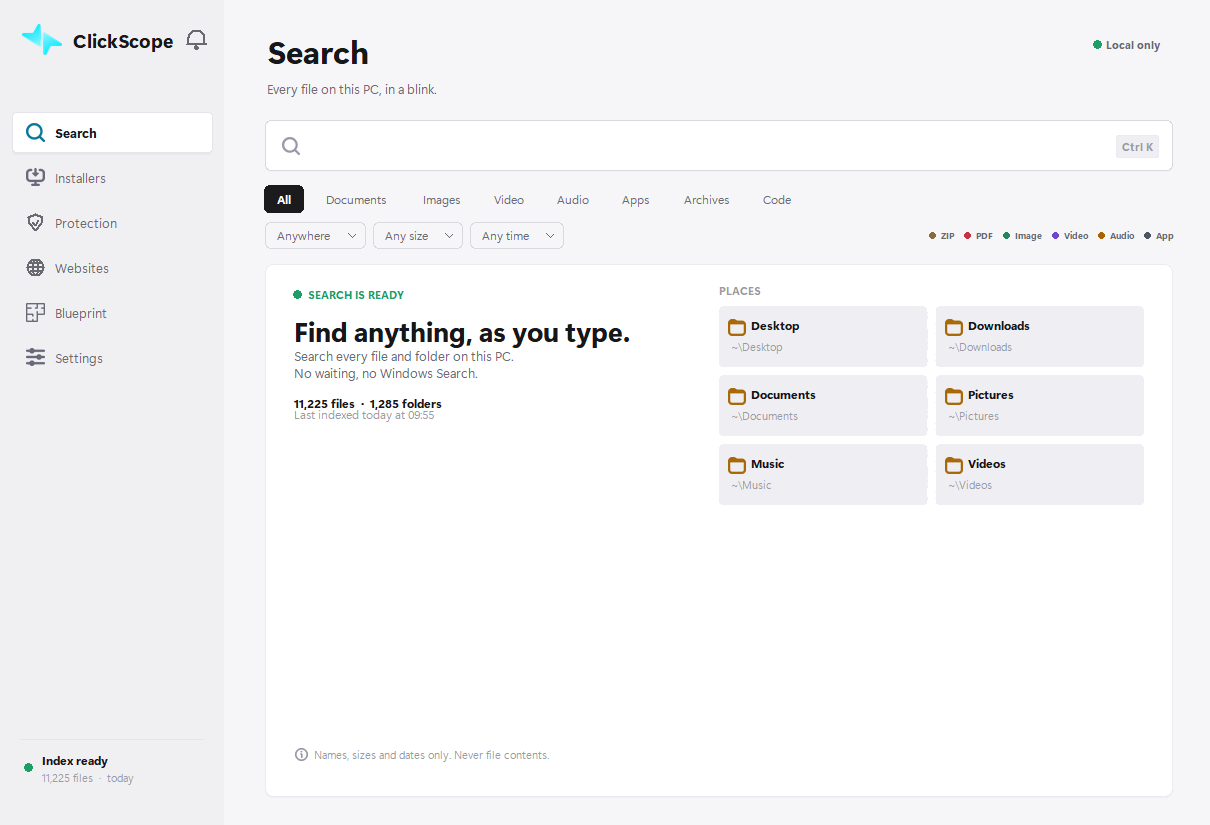 ClickScope
Search
Installers
Protection
Websites
Blueprint
Settings
Index ready
11,225 files · today
Search
Local only
Every file on this PC, in a blink.
Ctrl K
All Documents Images Video Audio Apps Archives Code
Anywhere Any size Any time
ZIP PDF Image Video Audio App
SEARCH IS READY
Find anything, as you type.
Search every file and folder on this PC.
No waiting, no Windows Search.
11,225 files · 1,285 folders
Last indexed today at 09:55
PLACES
Desktop
~\Desktop
Downloads
~\Downloads
Documents
~\Documents
Pictures
~\Pictures
Music
~\Music
Videos
~\Videos
Names, sizes and dates only. Never file contents.